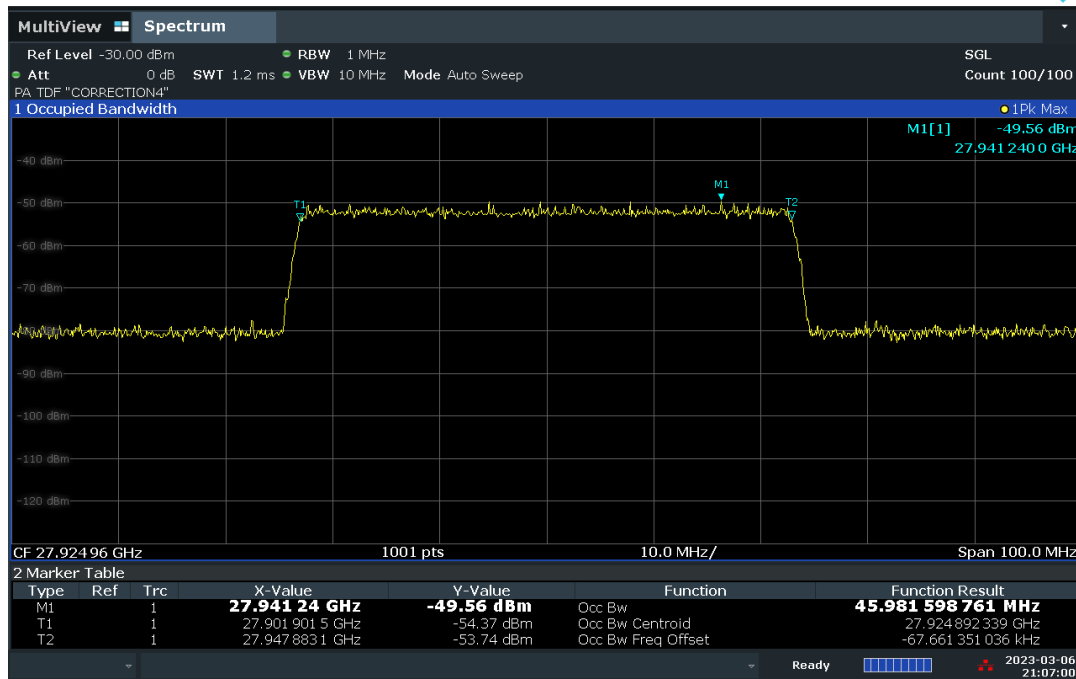 MultiView Spectrum
Ref Level -30.00 dBm RBW 1 MHz SGL
Att 0 dB SWT 1.2 ms VBW 10 MHz Mode Auto Sweep Count 100/100
PA TDF "CORRECTION4"
1 Occupied Bandwidth 1Pk Max
M1[1] -49.56 dBm
27.941 240 0 GHz
-40 dBm
M1
-50 dBm
T1
T2
-60 dBm
-70 dBm
-90 dBm
-100 dBm
-110 dBm
-120 dBm
CF 27.924 96 GHz 1001 pts 10.0 MHz/ Span 100.0 MHz
2 Marker Table
Type Ref Trc X-Value Y-Value Function Function Result
M1 1 27.941 24 GHz -49.56 dBm Occ Bw 45.981 598 761 MHz
T1 1 27.901 901 5 GHz -54.37 dBm Occ Bw Centroid 27.924 892 339 GHz
T2 1 27.947 883 1 GHz -53.74 dBm Occ Bw Freq Offset -67.661 351 036 kHz
Ready 2023-03-06
21:07:00